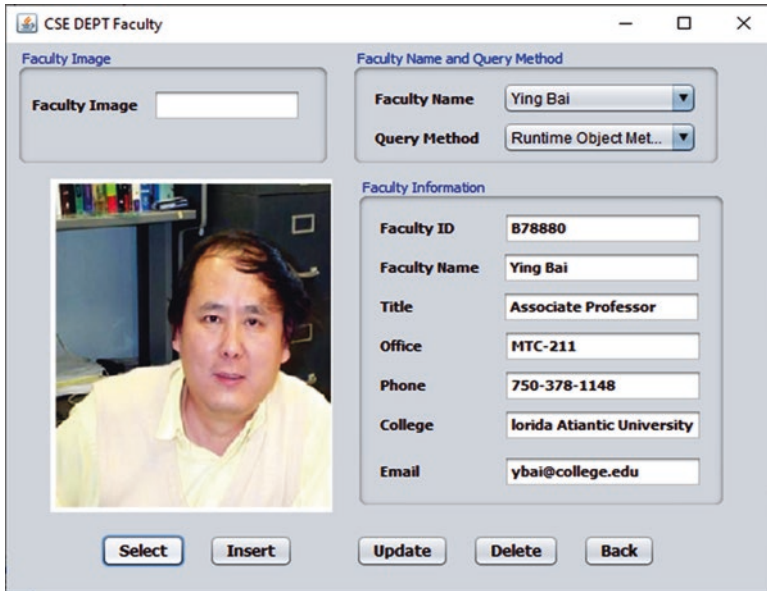 CSE DEPT Faculty
Faculty Image
Faculty Image
Faculty Name and Query Method
Faculty Name Ying Bai
Query Method Runtime Object Met...
Faculty Information
Faculty ID B78880
Faculty Name Ying Bai
Title Associate Professor
Office MTC-211
Phone 750-378-1148
College lorida Atiantic University
Email ybai@college.edu
Select Insert Update Delete Back